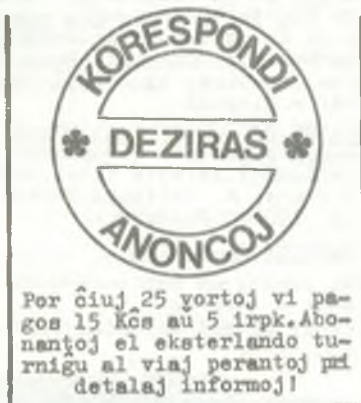 KORESPONDI
DEZIRAS
ANONCOJ
Por ĉiuj 25 vortoj vi pa-
gos 15 Kčs aŭ 5 irpk. Abo-
nantoj el eksterlando tu-
rniĝu al viaj perantoj pri
detalaj informoj!